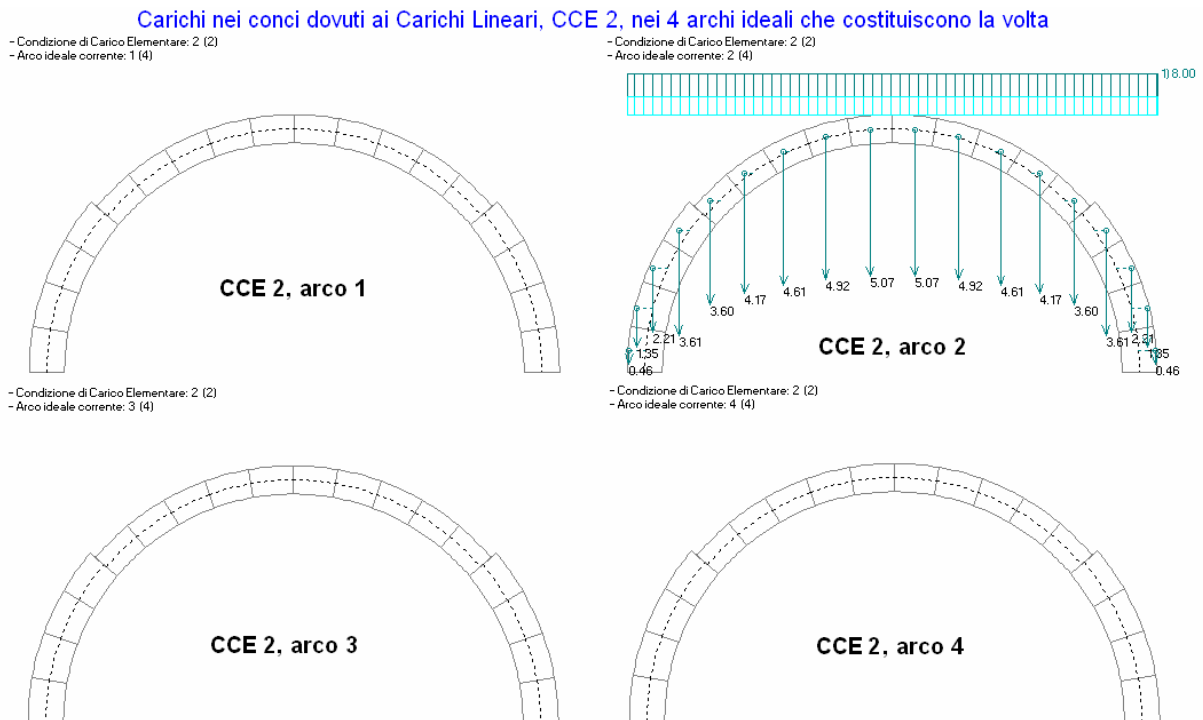 Carichi nei conci dovuti ai Carichi Lineari, CCE 2, nei 4 archi ideali che costituiscono la volta
- Condizione di Carico Elementare: 2 (2)
- Arco ideale corrente: 1 (4)
CCE 2, arco 1
- Condizione di Carico Elementare: 2 (2)
- Arco ideale corrente: 2 (4)
1) 8.00
5.07 5.07
4.92 4.92
4.61 4.61
4.17 4.17
3.60 3.60
3.61 3.61
2.21 2.21
1.35 1.35
0.46 0.46
CCE 2, arco 2
- Condizione di Carico Elementare: 2 (2)
- Arco ideale corrente: 3 (4)
CCE 2, arco 3
- Condizione di Carico Elementare: 2 (2)
- Arco ideale corrente: 4 (4)
CCE 2, arco 4